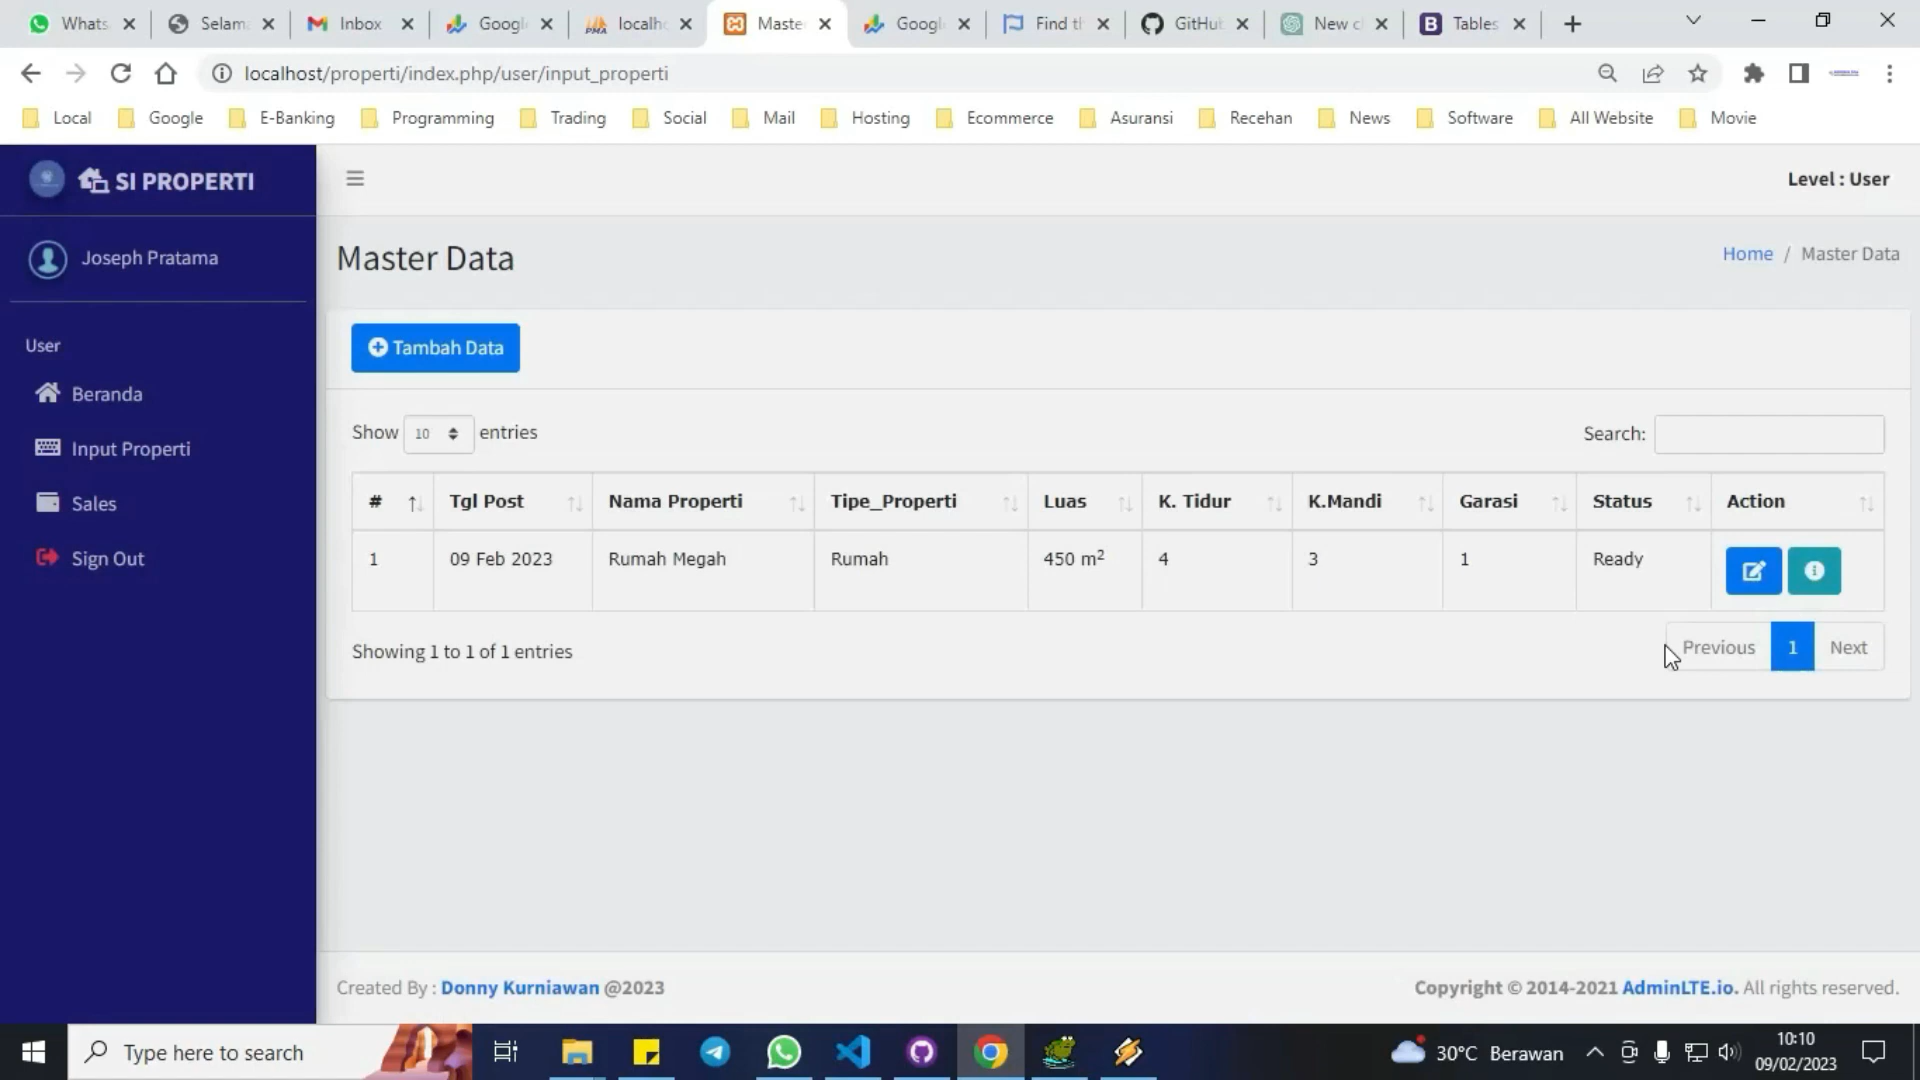 Whats
Selam
Inbox
Googl
localh
Maste
Googl
Find t
GitHu
New c
Tables
localhost/properti/index.php/user/input_properti
Local
Google
E-Banking
Programming
Trading
Social
Mail
Hosting
Ecommerce
Asuransi
Recehan
News
Software
All Website
Movie
SI PROPERTI
Level : User
Joseph Pratama
Master Data
Home / Master Data
User
Beranda
Input Properti
Sales
Sign Out
Tambah Data
Show 10 entries
Search:
# Tgl Post Nama Properti Tipe_Properti Luas K. Tidur K.Mandi Garasi Status Action
1 09 Feb 2023 Rumah Megah Rumah 450 m² 4 3 1 Ready
Showing 1 to 1 of 1 entries
Previous 1 Next
Created By : Donny Kurniawan @2023
Copyright © 2014-2021 AdminLTE.io. All rights reserved.
Type here to search
30°C Berawan
10:10
09/02/2023